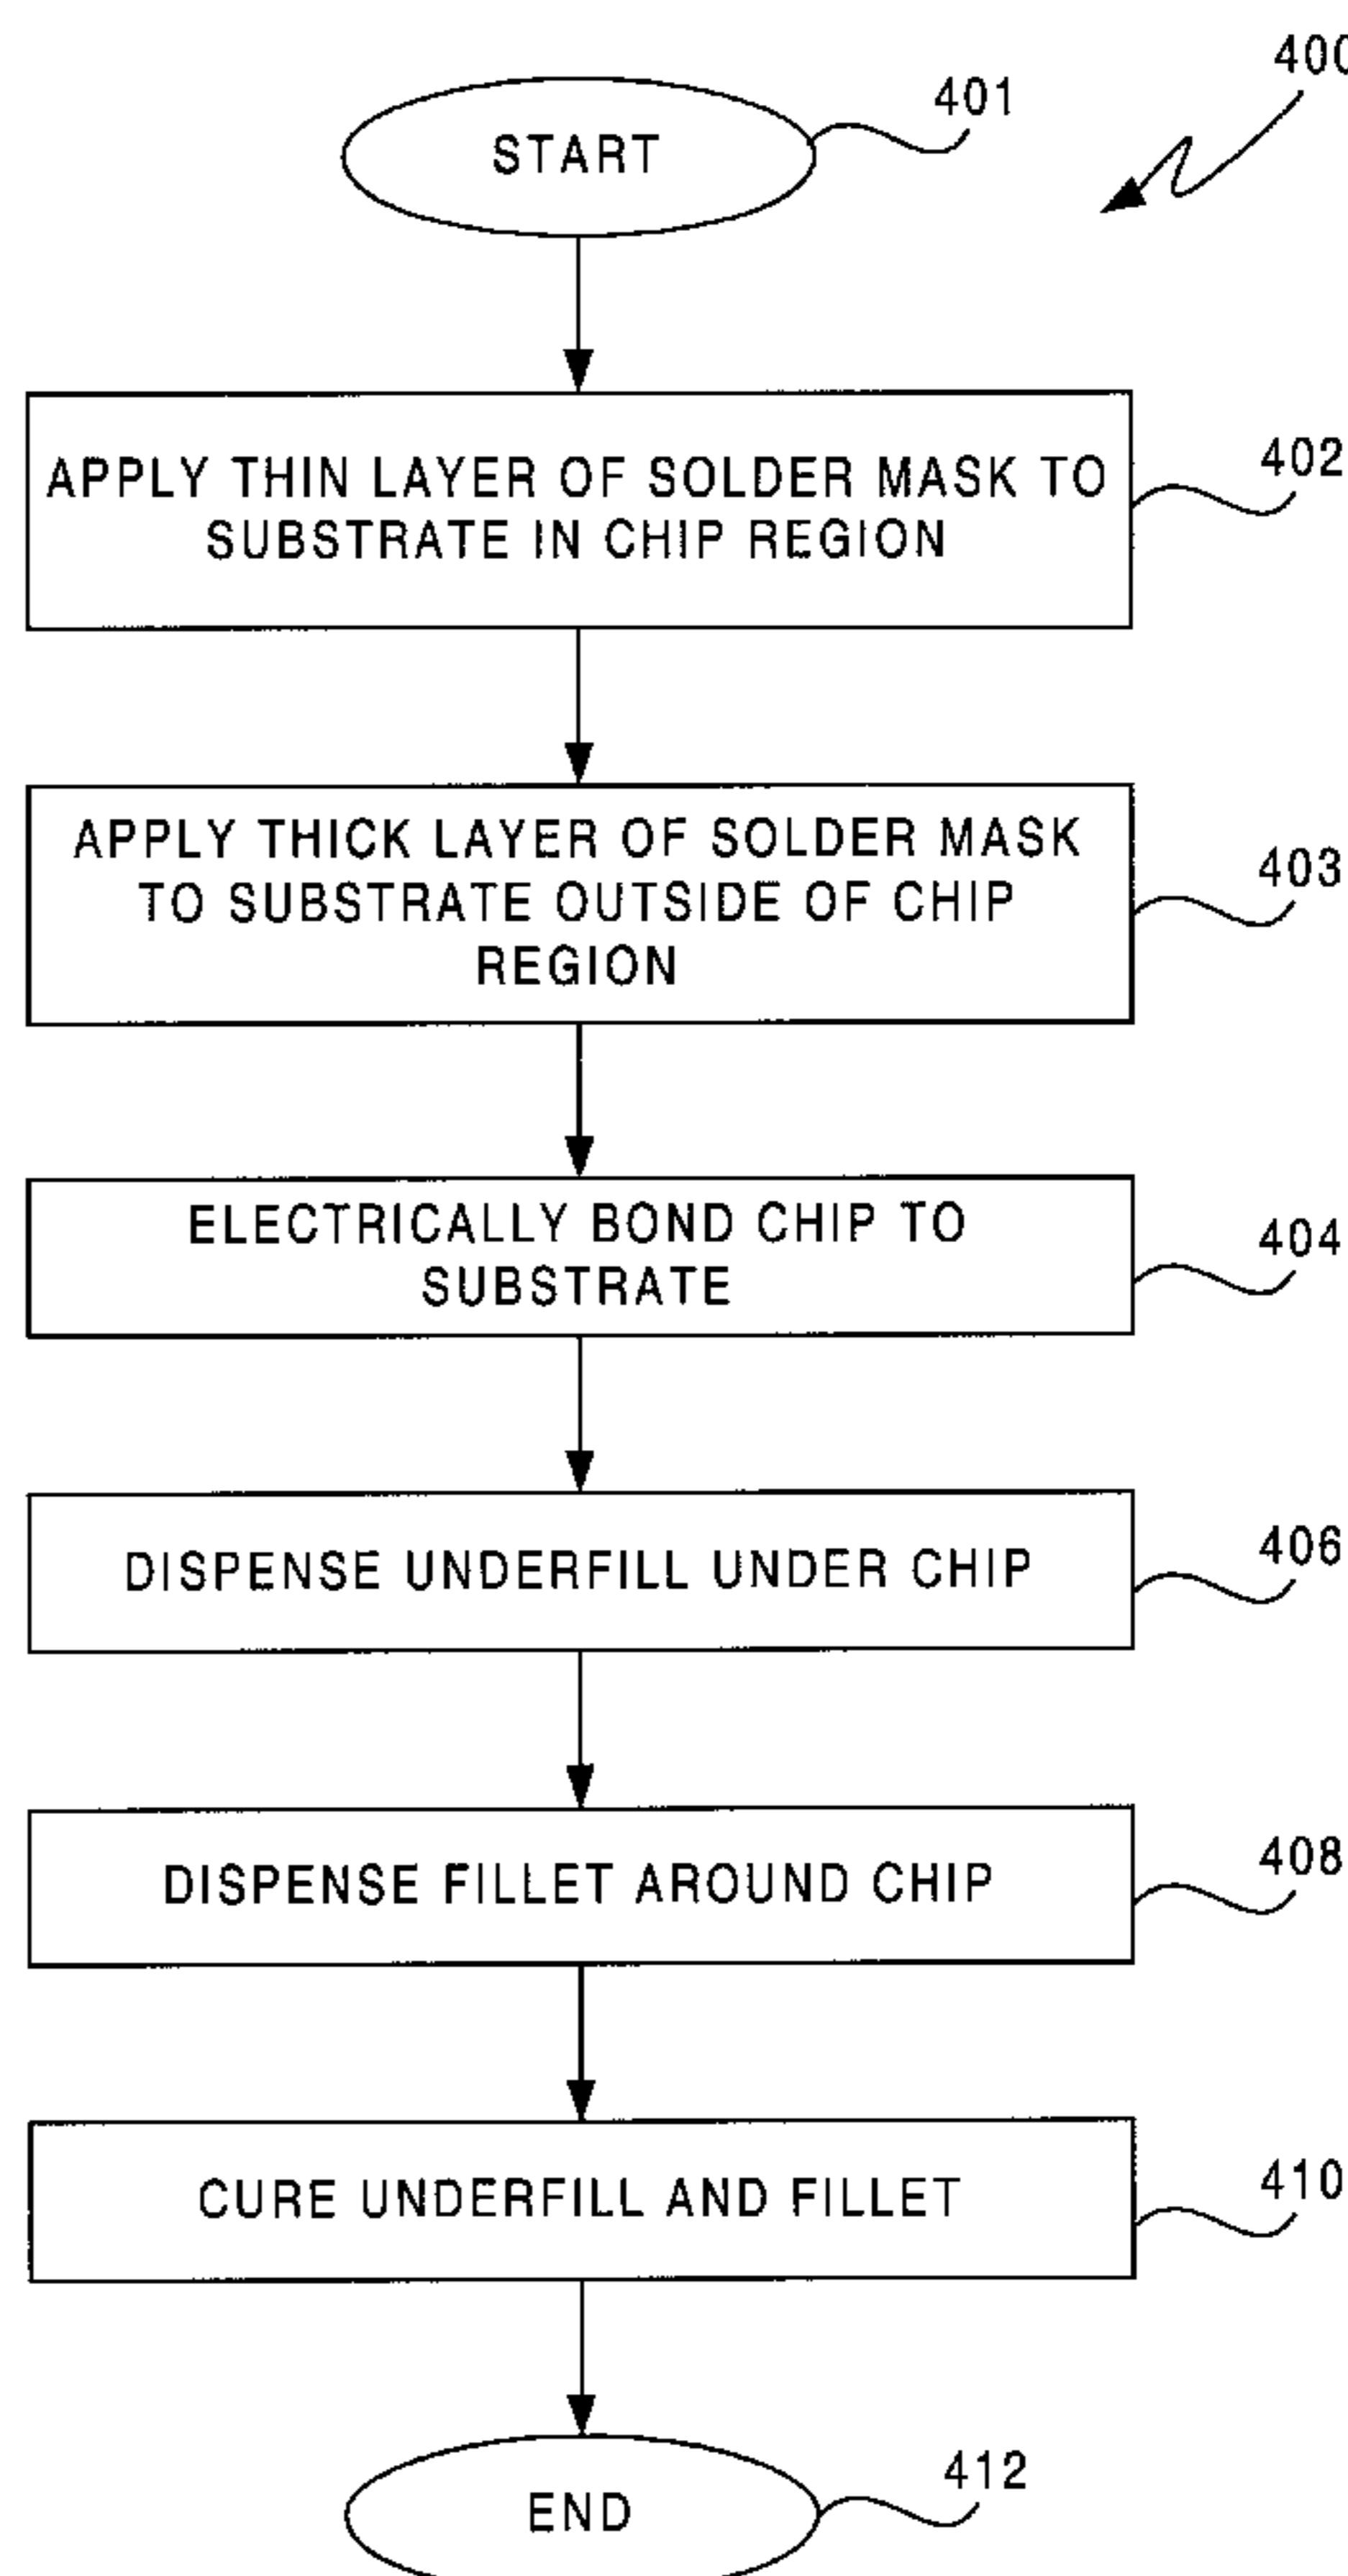 400
401
START
APPLY THIN LAYER OF SOLDER MASK TO
SUBSTRATE IN CHIP REGION
402
APPLY THICK LAYER OF SOLDER MASK
TO SUBSTRATE OUTSIDE OF CHIP
REGION
403
ELECTRICALLY BOND CHIP TO
SUBSTRATE
404
DISPENSE UNDERFILL UNDER CHIP
406
DISPENSE FILLET AROUND CHIP
408
CURE UNDERFILL AND FILLET
410
END
412